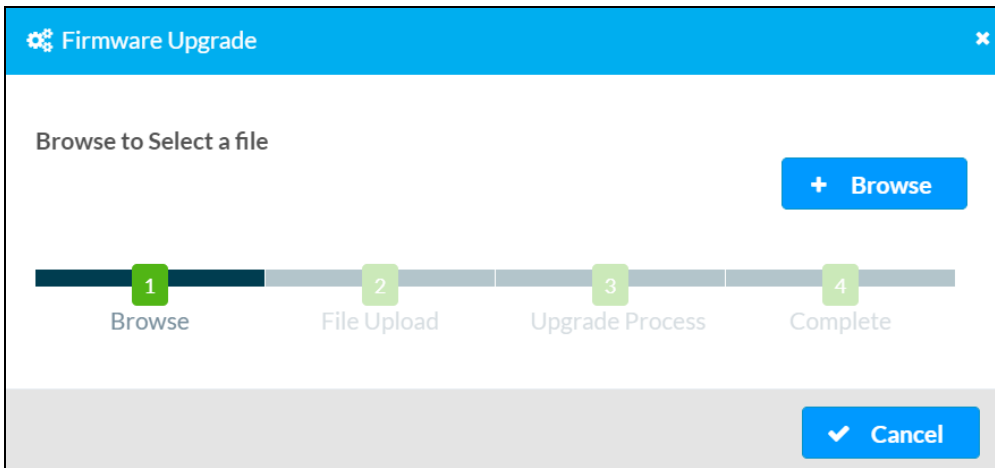 Firmware Upgrade
Browse to Select a file
Browse
1 2 3 4
Browse File Upload Upgrade Process Complete
Cancel